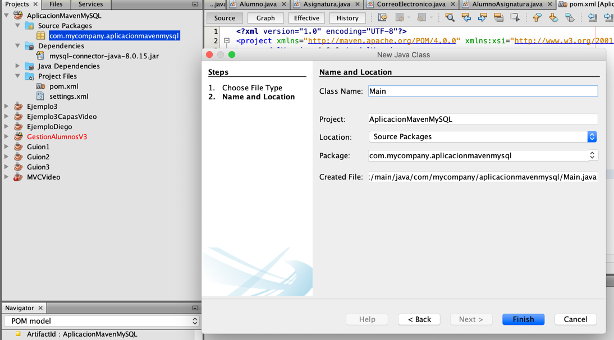 Projects
Files
Services
AplicacionMavenMySQL
Source Packages
com.mycompany.aplicacionmavenmysql
Dependencies
mysql-connector-java-8.0.15.jar
Java Dependencies
Project Files
pom.xml
settings.xml
Ejemplo3
Ejemplo3CapasVideo
EjemploDiego
GestionAlumnosV3
Guion1
Guion2
Guion3
MVCVideo
Navigator
POM model
ArtifactId : AplicacionMavenMySQL
...java Alumno.java Asignatura.java CorreoElectronico.java AlumnoAsignatura.java pom.xml [Aplic
Source Graph Effective History
1 <?xml version="1.0" encoding="UTF-8"?>
2 <project xmlns="http://maven.apache.org/POM/4.0.0" xmlns:xsi="http://www.w3.org/2001
New Java Class
Steps
1. Choose File Type
2. Name and Location
Name and Location
Class Name: Main
Project: AplicacionMavenMySQL
Location: Source Packages
Package: com.mycompany.aplicacionmavenmysql
Created File: :/main/java/com/mycompany/aplicacionmavenmysql/Main.java
Help < Back Next > Finish Cancel